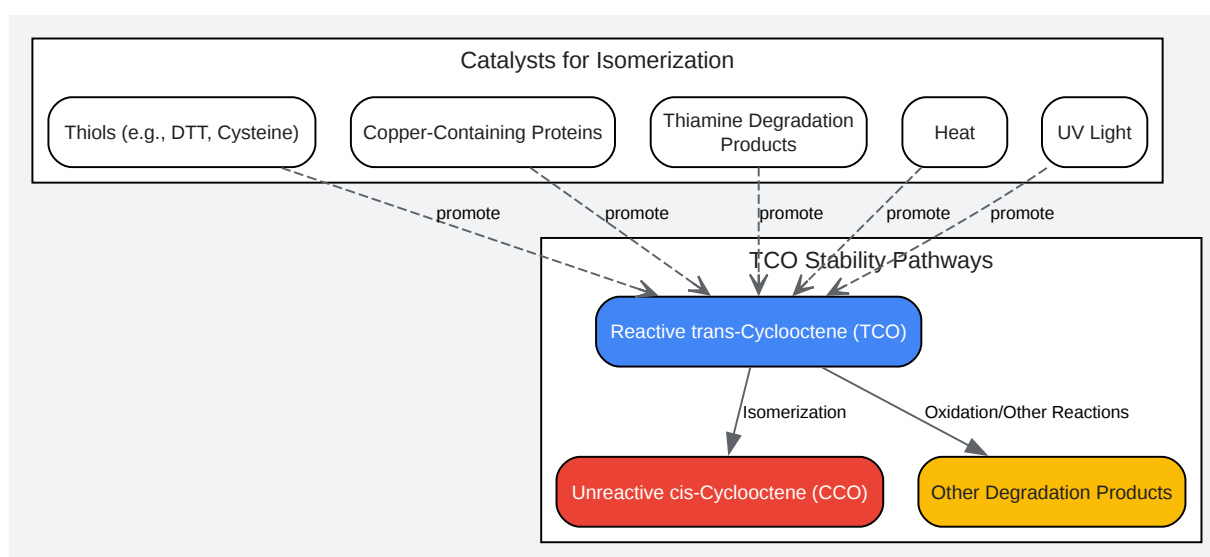 Catalysts for Isomerization
Thiols (e.g., DTT, Cysteine)
Copper-Containing Proteins
Thiamine Degradation
Products
Heat
UV Light
promote
promote
promote
promote
promote
TCO Stability Pathways
Reactive trans-Cyclooctene (TCO)
Isomerization
Oxidation/Other Reactions
Unreactive cis-Cyclooctene (CCO)
Other Degradation Products